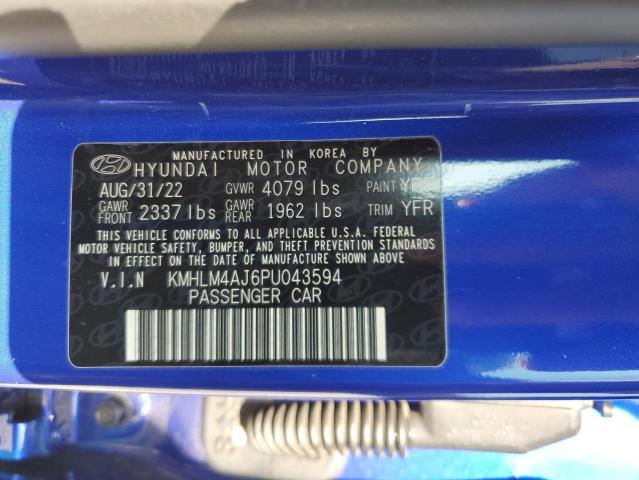 MANUFACTURED IN KOREA BY
HYUNDAI MOTOR COMPANY
AUG/31/22 GVWR 4079 lbs PAINT
GAWR FRONT 2337 lbs GAWR REAR 1962 lbs TRIM YFR
THIS VEHICLE CONFORMS TO ALL APPLICABLE U.S.A. FEDERAL
MOTOR VEHICLE SAFETY, BUMPER, AND THEFT PREVENTION STANDARDS
IN EFFECT ON THE DATE OF MANUFACTURE SHOWN ABOVE.
V.I.N KMHLM4AJ6PU043594
PASSENGER CAR